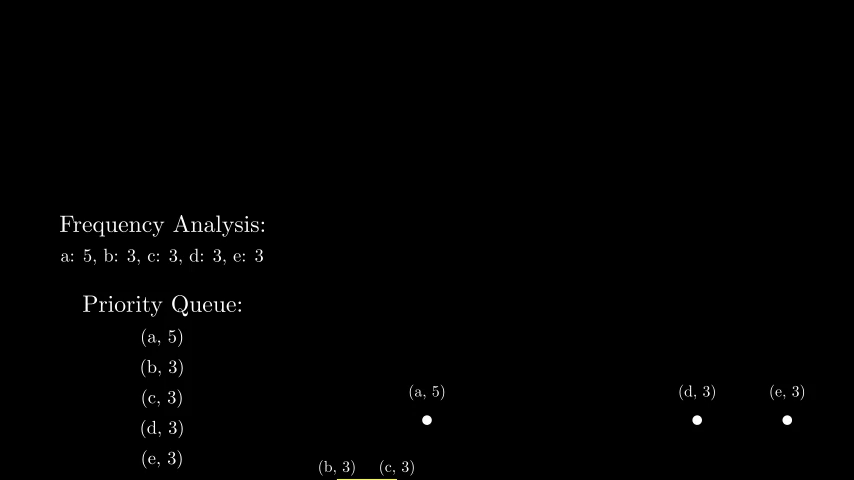 Frequency Analysis:
a: 5, b: 3, c: 3, d: 3, e: 3
Priority Queue:
(a, 5)
(b, 3)
(c, 3)
(d, 3)
(e, 3)
(a, 5) (d, 3) (e, 3)
(b, 3) (c, 3)